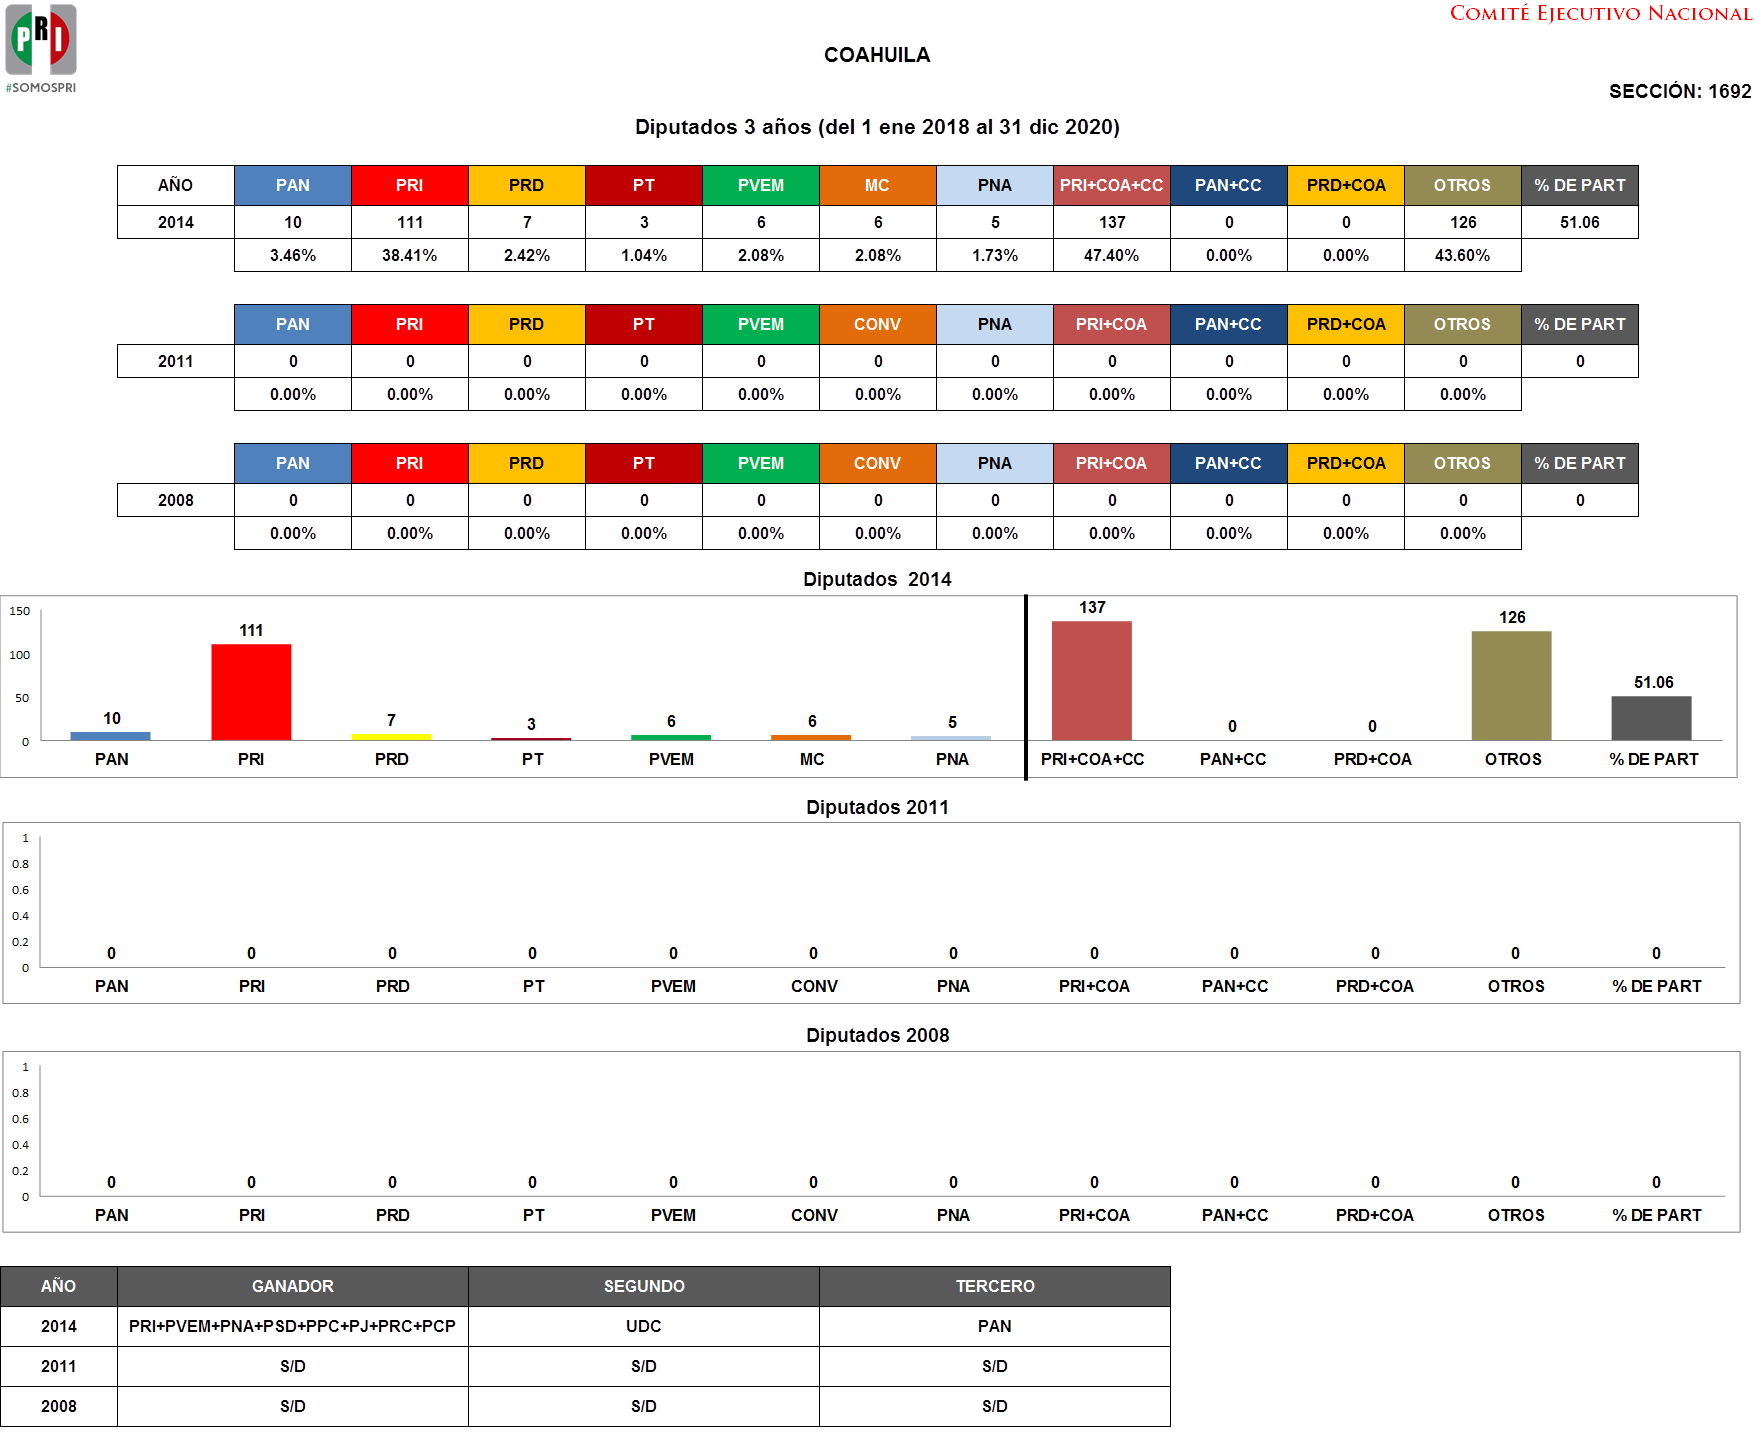 PRI
#SOMOSPRI
COMITÉ EJECUTIVO NACIONAL
COAHUILA
SECCIÓN: 1692
Diputados 3 años (del 1 ene 2018 al 31 dic 2020)
AÑO PAN PRI PRD PT PVEM MC PNA PRI+COA+CC PAN+CC PRD+COA OTROS % DE PART
2014 10 111 7 3 6 6 5 137 0 0 126 51.06
3.46% 38.41% 2.42% 1.04% 2.08% 2.08% 1.73% 47.40% 0.00% 0.00% 43.60%
PAN PRI PRD PT PVEM CONV PNA PRI+COA PAN+CC PRD+COA OTROS % DE PART
2011 0 0 0 0 0 0 0 0 0 0 0 0
0.00% 0.00% 0.00% 0.00% 0.00% 0.00% 0.00% 0.00% 0.00% 0.00% 0.00%
PAN PRI PRD PT PVEM CONV PNA PRI+COA PAN+CC PRD+COA OTROS % DE PART
2008 0 0 0 0 0 0 0 0 0 0 0 0
0.00% 0.00% 0.00% 0.00% 0.00% 0.00% 0.00% 0.00% 0.00% 0.00% 0.00%
Diputados 2014
150
100
50
0
10 111 7 3 6 6 5 137 0 0 126 51.06
PAN PRI PRD PT PVEM MC PNA PRI+COA+CC PAN+CC PRD+COA OTROS % DE PART
Diputados 2011
1
0.8
0.6
0.4
0.2
0
0 0 0 0 0 0 0 0 0 0 0 0
PAN PRI PRD PT PVEM CONV PNA PRI+COA PAN+CC PRD+COA OTROS % DE PART
Diputados 2008
1
0.8
0.6
0.4
0.2
0
0 0 0 0 0 0 0 0 0 0 0 0
PAN PRI PRD PT PVEM CONV PNA PRI+COA PAN+CC PRD+COA OTROS % DE PART
AÑO GANADOR SEGUNDO TERCERO
2014 PRI+PVEM+PNA+PSD+PPC+PJ+PRC+PCP UDC PAN
2011 S/D S/D S/D
2008 S/D S/D S/D